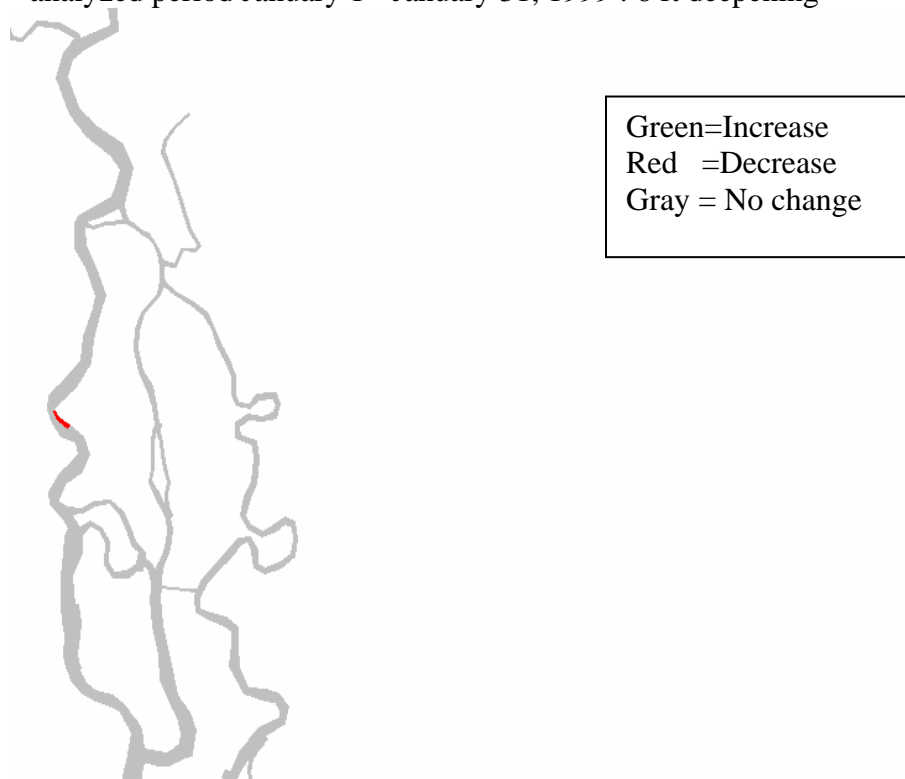 analyzed period January 1 - January 31, 1999 : 6 ft deepening
Green=Increase
Red =Decrease
Gray = No change